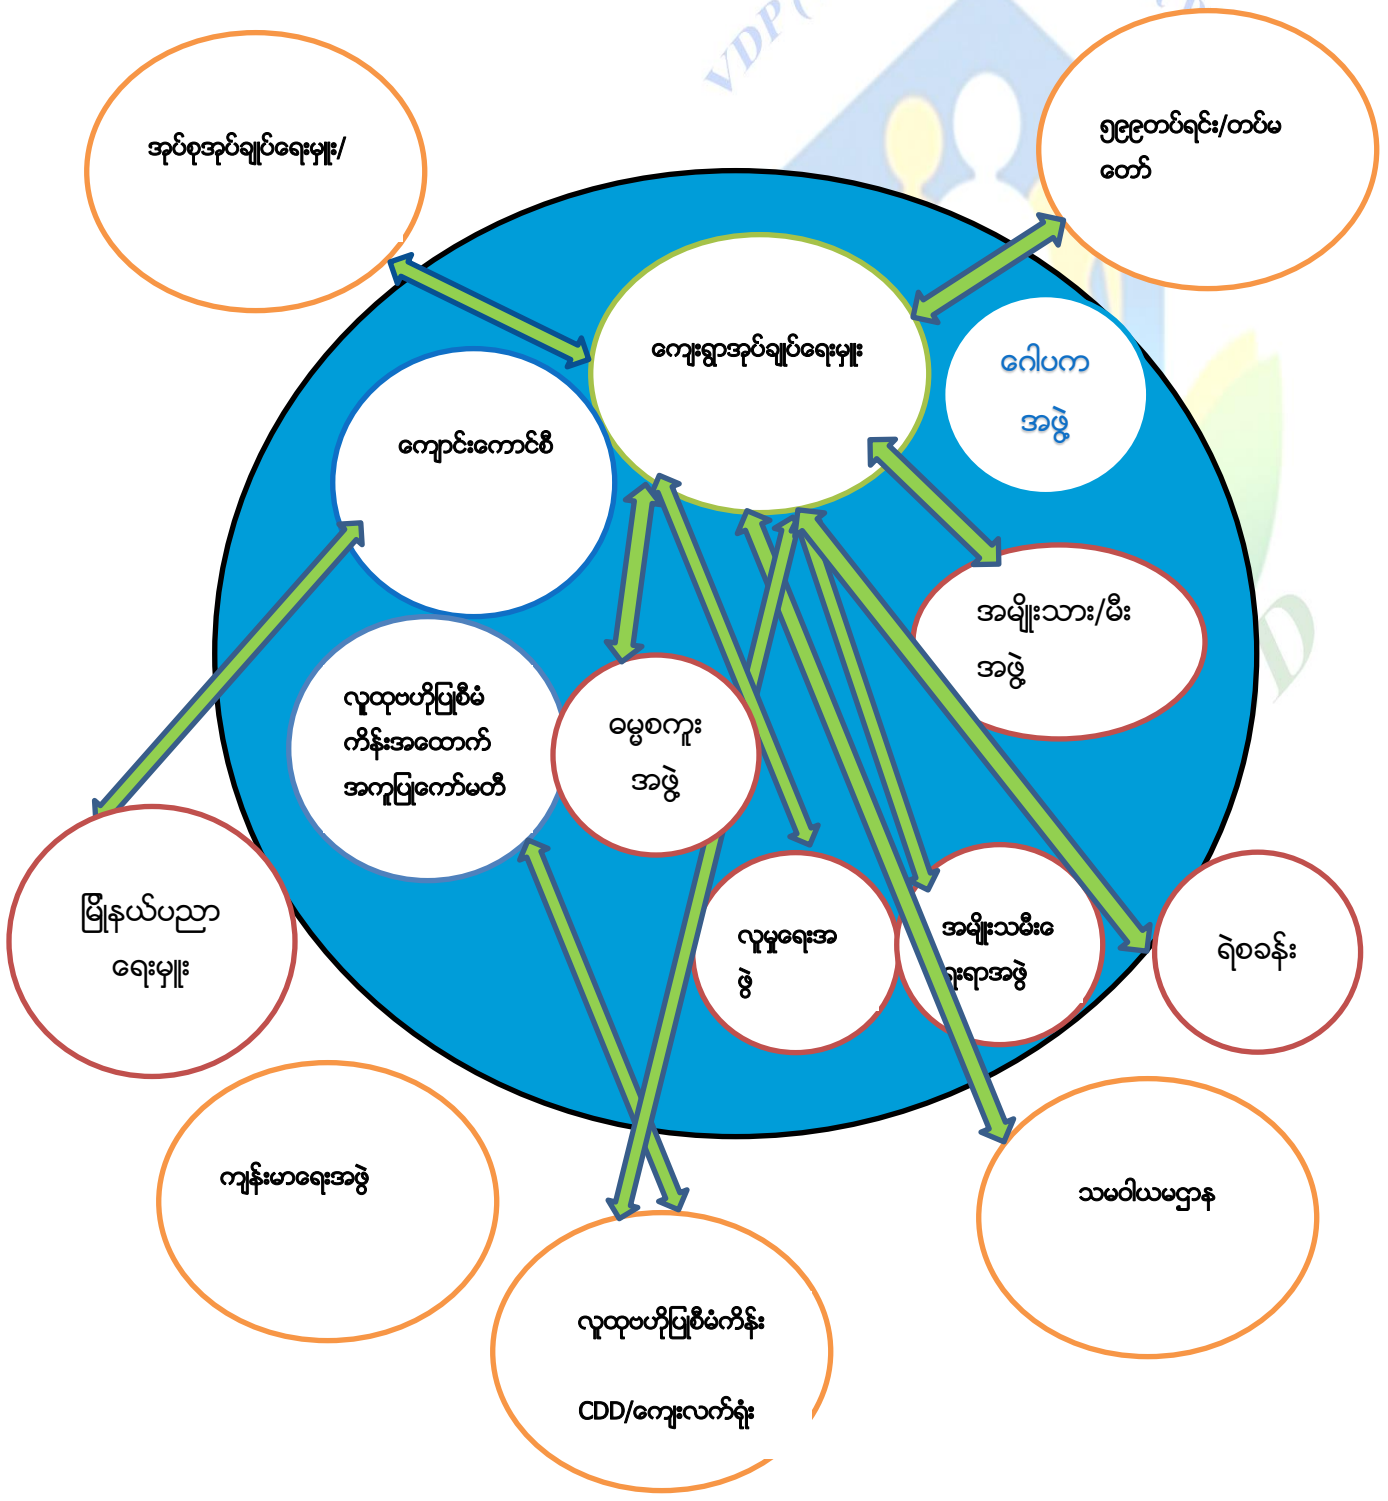 VDP (
၅၉၉တပ်ရင်း/တပ်မ
တော်
အုပ်စုအုပ်ချုပ်ရေးမှူး/
ကျေးရွာအုပ်ချုပ်ရေးမှူး
ဂေါပက
အဖွဲ့
ကျောင်းကောင်စီ
အမျိုးသား/မီး
အဖွဲ့
လူထုဗဟိုပြုစီမံ
ကိန်းအထောက်
အကူပြုကော်မတီ
ဓမ္မစကူး
အဖွဲ့
မြို့နယ်ပညာ
ရေးမှူး
လူမှုရေးအ
ဖွဲ့
အမျိုးသမီးရေ
းရာအဖွဲ့
ရဲစခန်း
ကျန်းမာရေးအဖွဲ့
သမဝါယမဌာန
လူထုဗဟိုပြုစီမံကိန်း
CDD/ကျေးလက်ရုံး
D